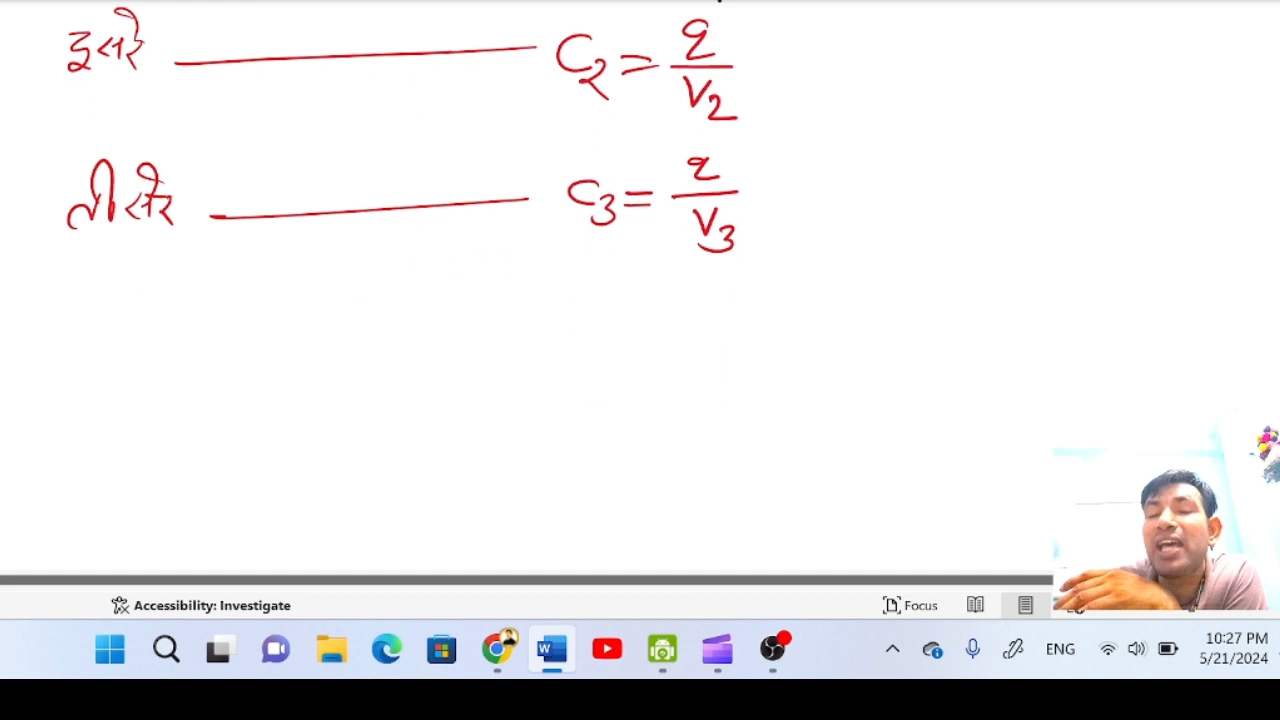 दूसरे ———— C₂ = q/V₂
तीसरे ———— C₃ = q/V₃
Accessibility: Investigate
Focus
ENG
10:27 PM
5/21/2024